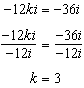 −12ki = −36i
−12ki/−12i = −36i/−12i
k = 3